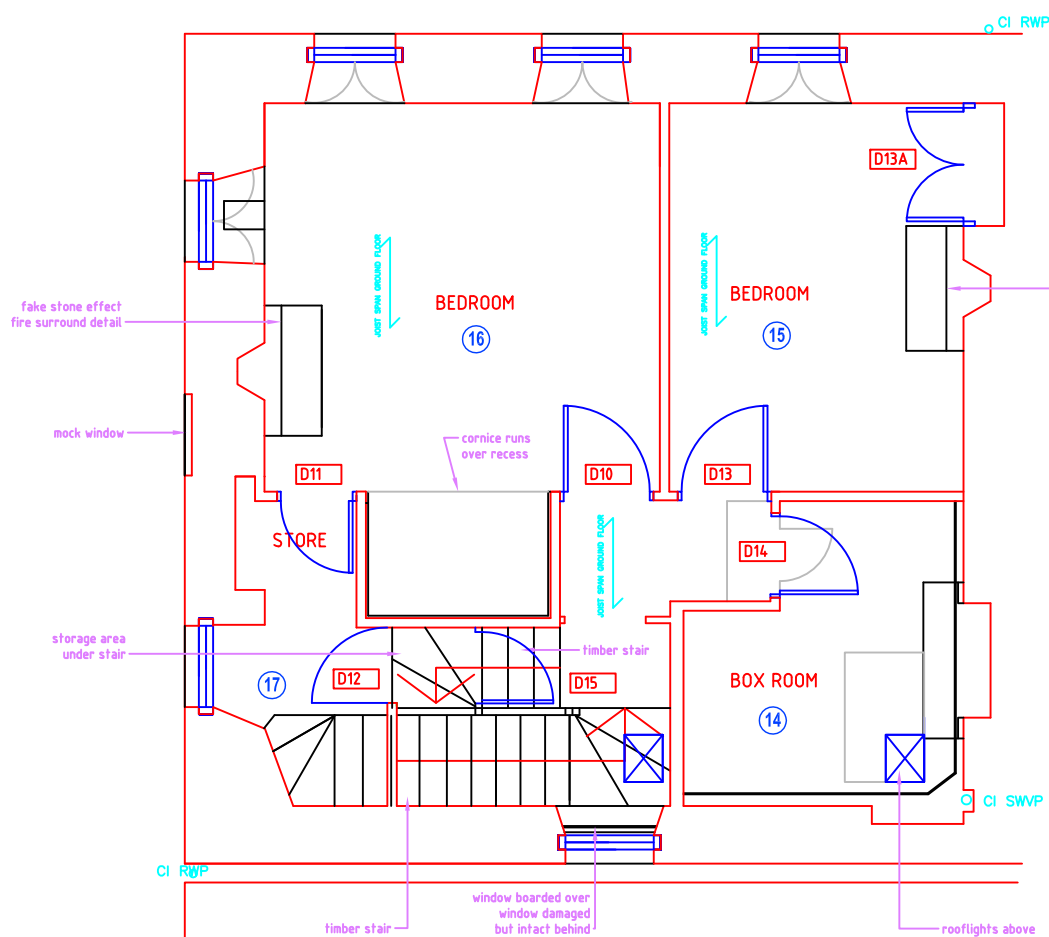 CI RWP
D13A
JOIST SPAN GROUND FLOOR
JOIST SPAN GROUND FLOOR
BEDROOM
16
BEDROOM
15
fake stone effect
fire surround detail
mock window
cornice runs
over recess
D11
D10
D13
STORE
JOIST SPAN GROUND FLOOR
D14
storage area
under stair
timber stair
D12
D15
17
BOX ROOM
14
CI SWVP
CI RWP
window boarded over
window damaged
but intact behind
timber stair
rooflights above